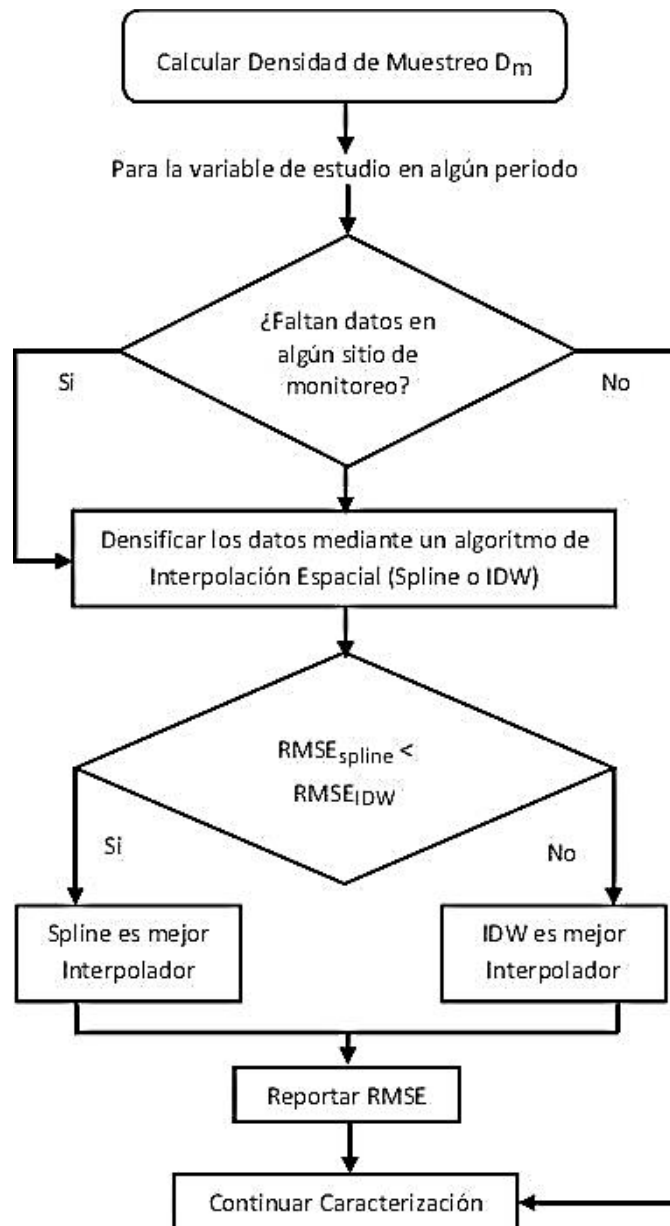 Calcular Densidad de Muestreo Dm
Para la variable de estudio en algún periodo
¿Faltan datos en
algún sitio de
monitoreo?
Si
No
Densificar los datos mediante un algoritmo de
Interpolación Espacial (Spline o IDW)
RMSEspline <
RMSEIDW
Si
No
Spline es mejor
Interpolador
IDW es mejor
Interpolador
Reportar RMSE
Continuar Caracterización